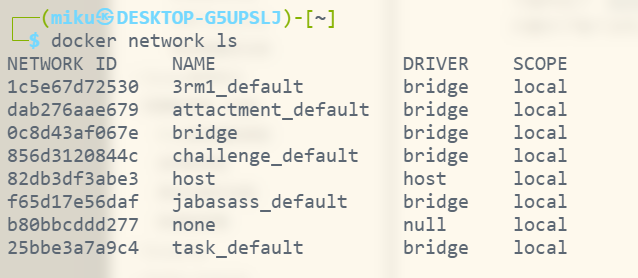 ┌──(miku㉿DESKTOP-G5UPSLJ)-[~]
└─$ docker network ls
NETWORK ID     NAME                 DRIVER    SCOPE
1c5e67d72530   3rm1_default         bridge    local
dab276aae679   attactment_default   bridge    local
0c8d43af067e   bridge               bridge    local
856d3120844c   challenge_default    bridge    local
82db3df3abe3   host                 host      local
f65d17e56daf   jabasass_default     bridge    local
b80bbcddd277   none                 null      local
25bbe3a7a9c4   task_default         bridge    local